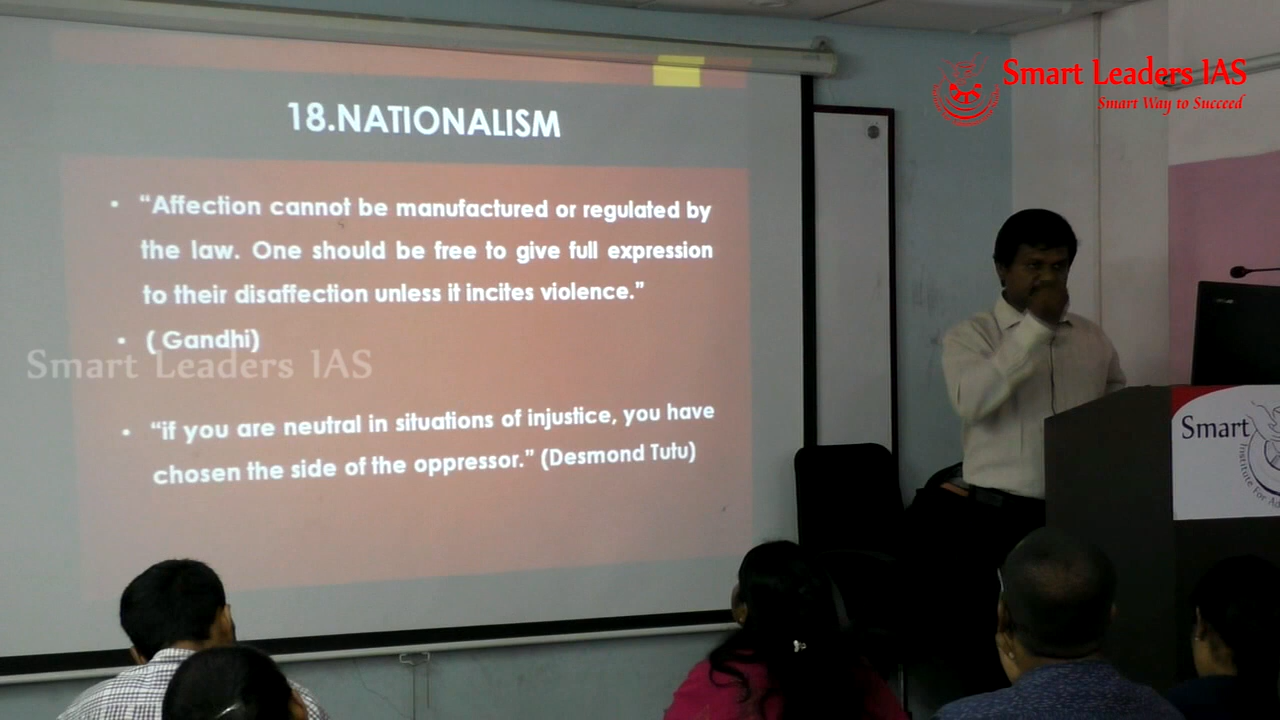 Smart Leaders IAS
Smart Way to Succeed
18.NATIONALISM
• “Affection cannot be manufactured or regulated by
the law. One should be free to give full expression
to their disaffection unless it incites violence.”
• ( Gandhi)
Smart Leaders IAS
• “if you are neutral in situations of injustice, you have
chosen the side of the oppressor.” (Desmond Tutu)
Smart
Institute For